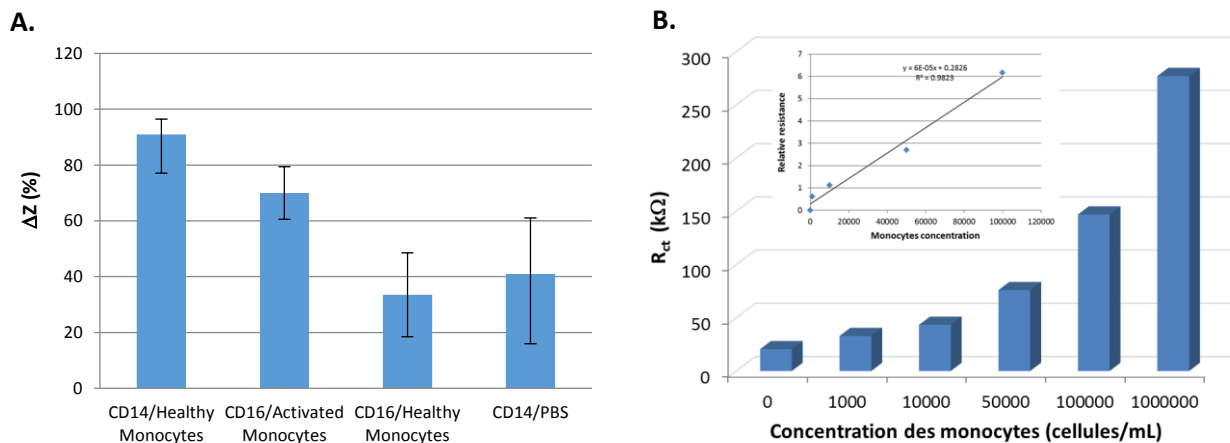 A.
120
100
80
60
40
20
0
ΔZ (%)
CD14/Healthy Monocytes
CD16/Activated Monocytes
CD16/Healthy Monocytes
CD14/PBS
B.
300
250
200
150
100
50
0
R_ct (kΩ)
7
6
5
4
3
2
1
0
Relative resistance
y = 6E-05x + 0.2826
R² = 0.9823
0 20000 40000 60000 80000 100000 120000
Monocytes concentration
0 1000 10000 50000 100000 1000000
Concentration des monocytes (cellules/mL)